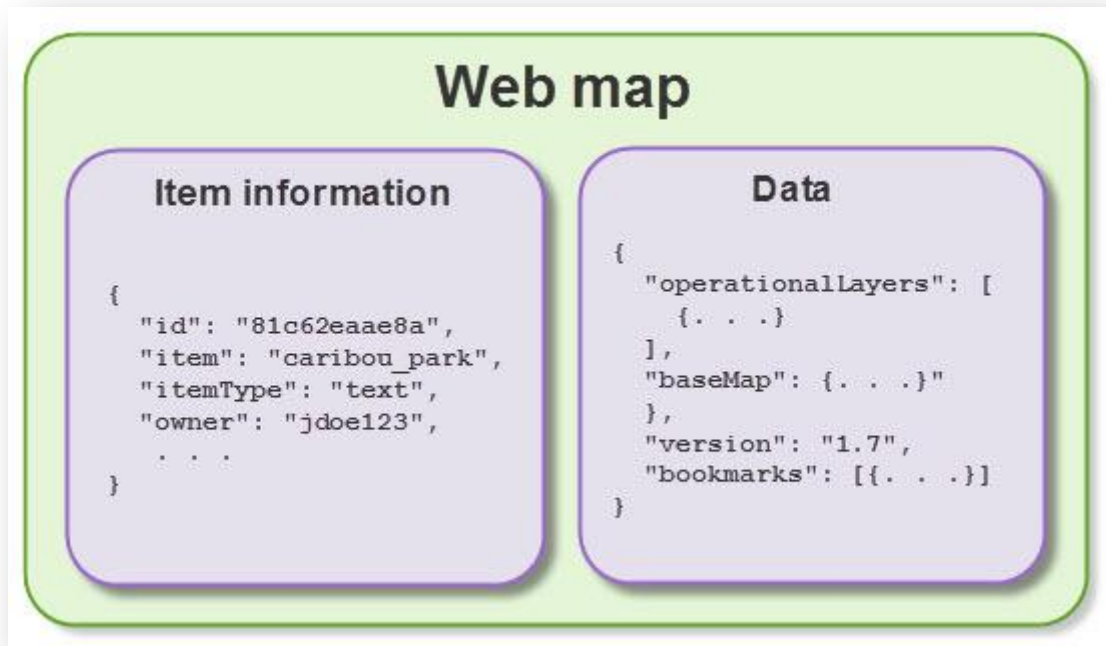 Web map
Item information
{
"id": "81c62eaae8a",
"item": "caribou_park",
"itemType": "text",
"owner": "jdoe123",
. . .
}
Data
{
"operationalLayers": [
{. . .}
],
"baseMap": {. . .}"
},
"version": "1.7",
"bookmarks": [{. . .}]
}